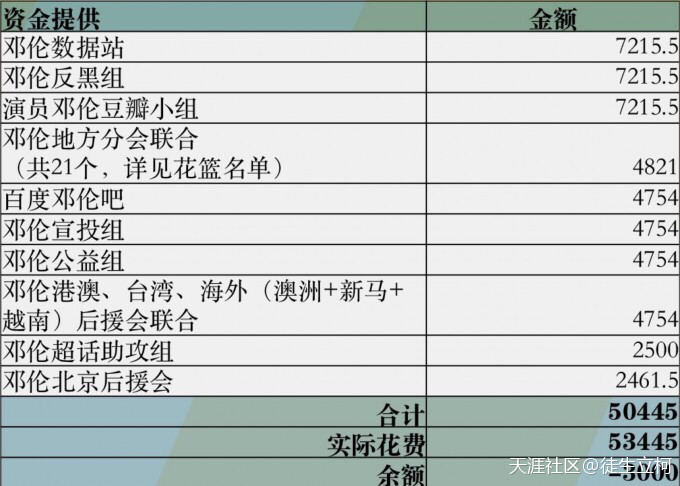 资金提供 金额
邓伦数据站 7215.5
邓伦反黑组 7215.5
演员邓伦豆瓣小组 7215.5
邓伦地方分会联合
（共21个，详见花篮名单） 4821
百度邓伦吧 4754
邓伦宣投组 4754
邓伦公益组 4754
邓伦港澳、台湾、海外（澳洲+新马+
越南）后援会联合 4754
邓伦超话助攻组 2500
邓伦北京后援会 2461.5
合计 50445
实际花费 53445
余额 -3000
天涯社区@徒生立柯